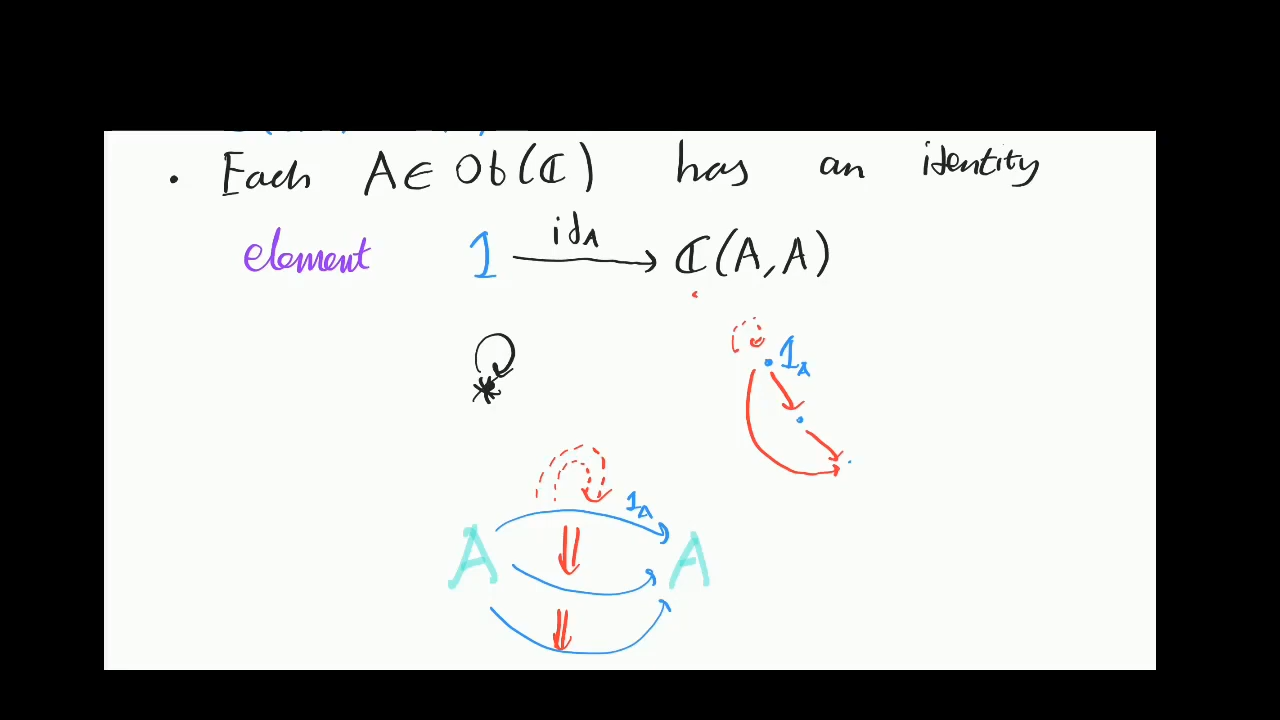 • Each A ∈ Ob(ℂ) has an identity
element 1 —id_A→ ℂ(A, A)
1_A
1_A
A A